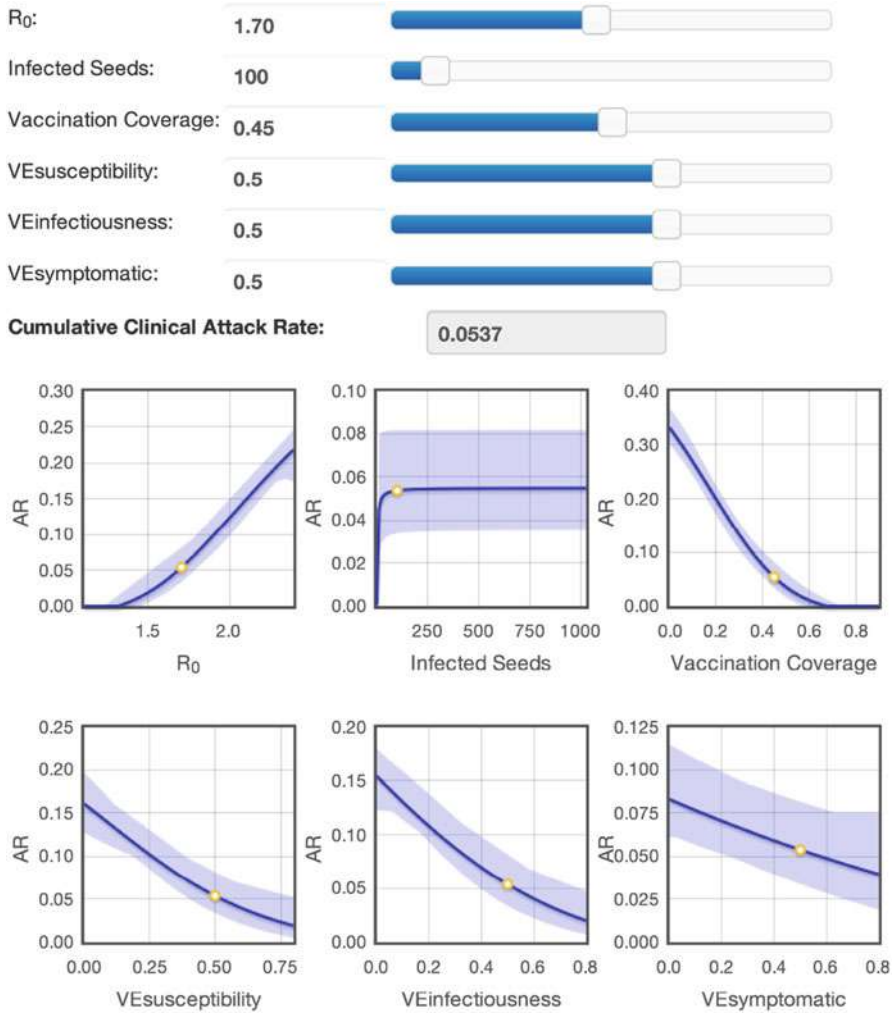 R₀: 1.70
Infected Seeds: 100
Vaccination Coverage: 0.45
VEsusceptibility: 0.5
VEinfectiousness: 0.5
VEsymptomatic: 0.5
Cumulative Clinical Attack Rate: 0.0537
0.30
0.25
0.20
0.15
0.10
0.05
0.00
AR
1.5 2.0
R₀
0.10
0.08
0.06
0.04
0.02
0.00
AR
250 500 750 1000
Infected Seeds
0.40
0.30
0.20
0.10
0.00
AR
0.0 0.2 0.4 0.6 0.8
Vaccination Coverage
0.25
0.20
0.15
0.10
0.05
0.00
AR
0.00 0.25 0.50 0.75
VEsusceptibility
0.20
0.15
0.10
0.05
0.00
AR
0.0 0.2 0.4 0.6 0.8
VEinfectiousness
0.125
0.100
0.075
0.050
0.025
0.000
AR
0.0 0.2 0.4 0.6 0.8
VEsymptomatic